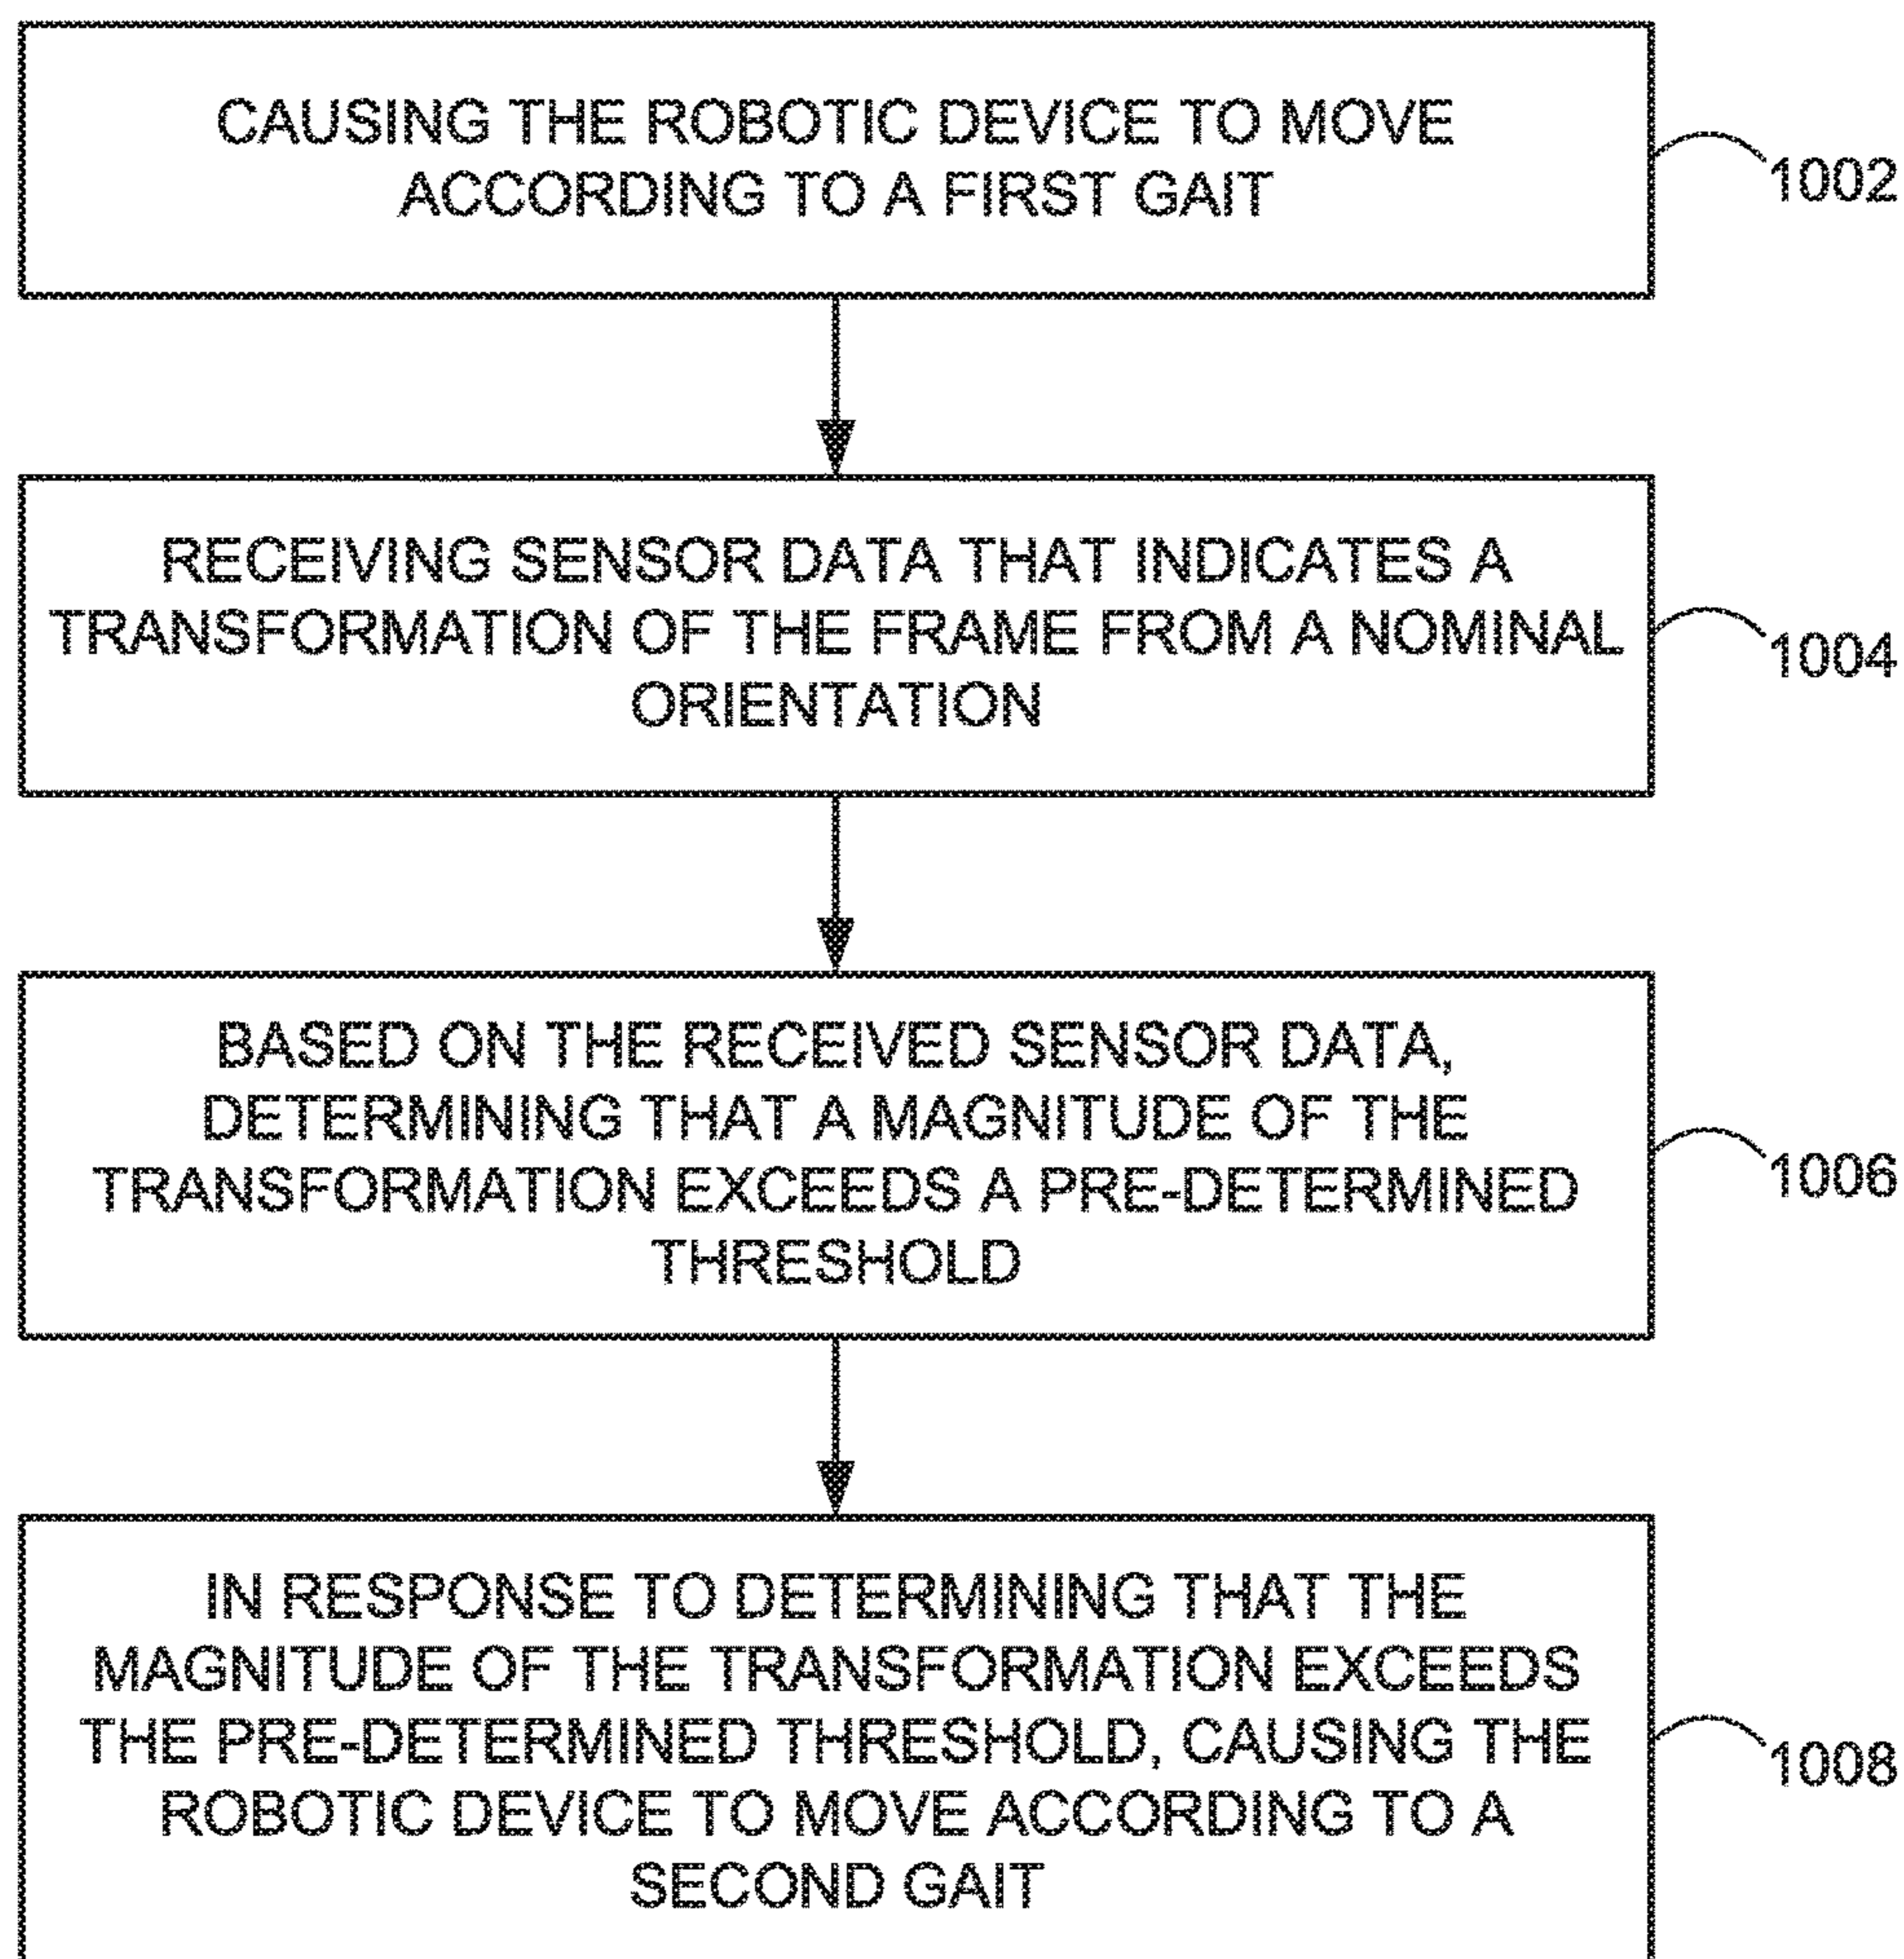 CAUSING THE ROBOTIC DEVICE TO MOVE
ACCORDING TO A FIRST GAIT
1002
RECEIVING SENSOR DATA THAT INDICATES A
TRANSFORMATION OF THE FRAME FROM A NOMINAL
ORIENTATION
1004
BASED ON THE RECEIVED SENSOR DATA,
DETERMINING THAT A MAGNITUDE OF THE
TRANSFORMATION EXCEEDS A PRE-DETERMINED
THRESHOLD
1006
IN RESPONSE TO DETERMINING THAT THE
MAGNITUDE OF THE TRANSFORMATION EXCEEDS
THE PRE-DETERMINED THRESHOLD, CAUSING THE
ROBOTIC DEVICE TO MOVE ACCORDING TO A
SECOND GAIT
1008